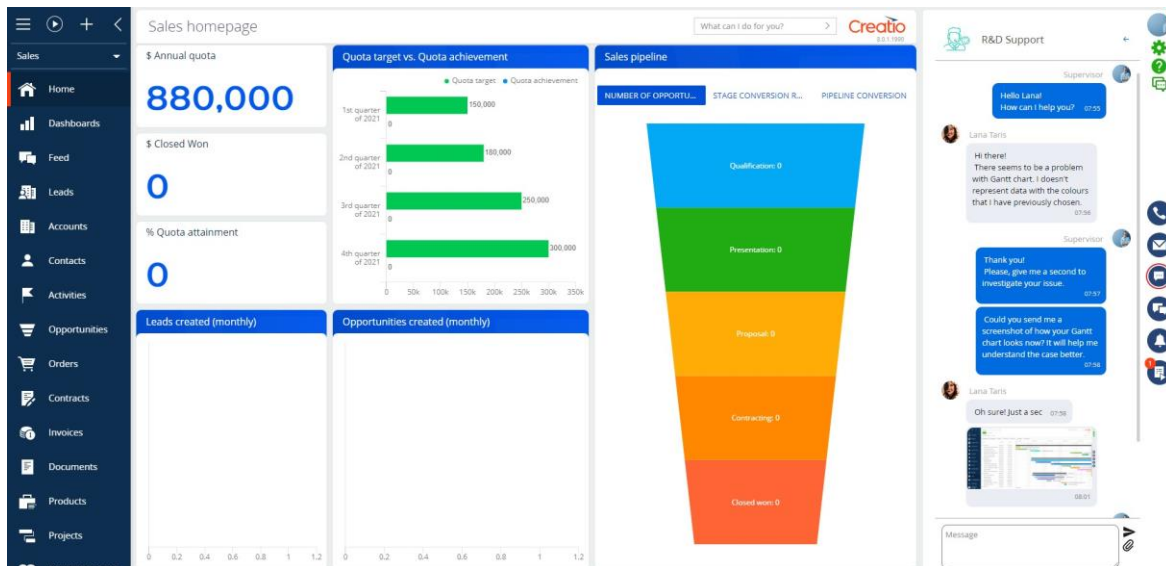 Sales homepage
What can I do for you?
>
Creatio
8.0.1.1990
Sales
Home
Dashboards
Feed
Leads
Accounts
Contacts
Activities
Opportunities
Orders
Contracts
Invoices
Documents
Products
Projects
$ Annual quota
880,000
$ Closed Won
0
% Quota attainment
0
Quota target vs. Quota achievement
Quota target
Quota achievement
1st quarter
of 2021
150,000
0
2nd quarter
of 2021
180,000
0
3rd quarter
of 2021
250,000
0
4th quarter
of 2021
300,000
0
0 50k 100k 150k 200k 250k 300k 350k
Sales pipeline
NUMBER OF OPPORTU...
STAGE CONVERSION R...
PIPELINE CONVERSION
Qualification: 0
Presentation: 0
Proposal: 0
Contracting: 0
Closed won: 0
Leads created (monthly)
0 0.2 0.4 0.6 0.8 1 1.2
Opportunities created (monthly)
0 0.2 0.4 0.6 0.8 1 1.2
R&D Support
Supervisor
Hello Lana!
How can I help you? 07:55
Lana Taris
Hi there!
There seems to be a problem
with Gantt chart. I doesn't
represent data with the colours
that I have previously chosen.
07:56
Supervisor
Thank you!
Please, give me a second to
investigate your issue.
07:57
Could you send me a
screenshot of how your Gantt
chart looks now? It will help me
understand the case better.
07:58
Lana Taris
Oh sure! Just a sec 07:58
08:01
Message
1